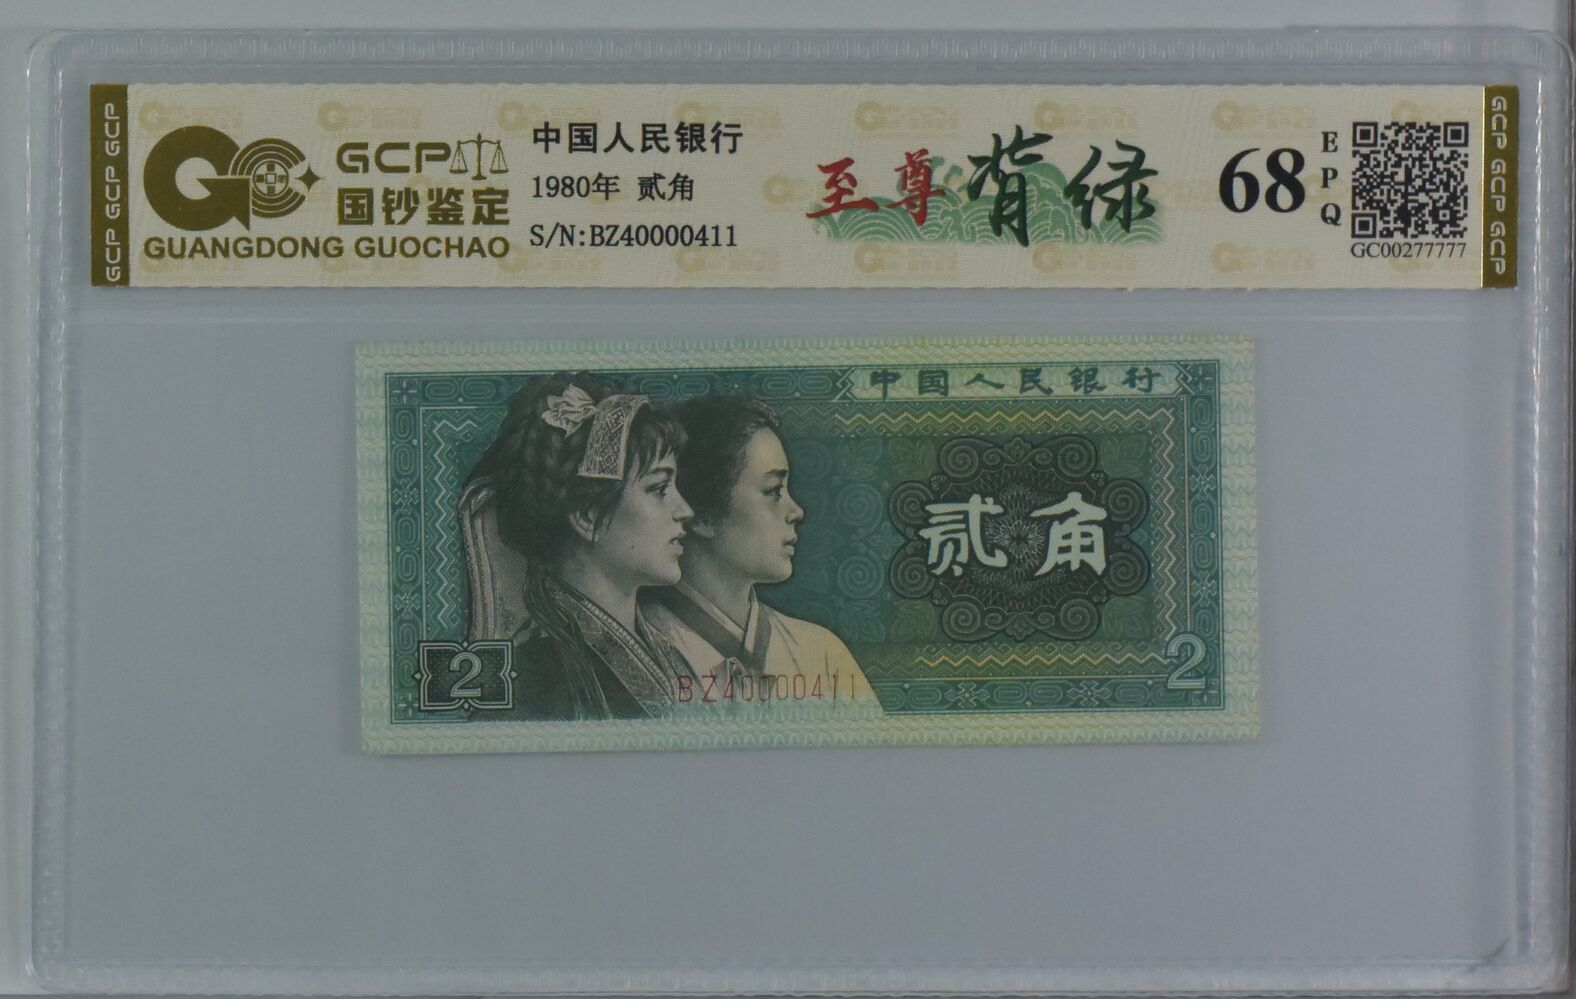 GCP GCP GCP
GCP
国钞鉴定
GUANGDONG GUOCHAO
中国人民银行
1980年 贰角
S/N:BZ40000411
至尊背绿
68
EPQ
GC00277777
GCP GCP GCP
中国人民银行
贰角
2
BZ40000411
2